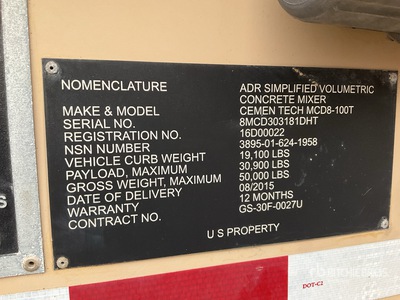 NOMENCLATURE ADR SIMPLIFIED VOLUMETRIC
CONCRETE MIXER
MAKE & MODEL CEMEN TECH MCD8-100T
SERIAL NO. 8MCD303181DHT
REGISTRATION NO. 16D00022
NSN NUMBER 3895-01-624-1958
VEHICLE CURB WEIGHT 19,100 LBS
PAYLOAD, MAXIMUM 30,900 LBS
GROSS WEIGHT, MAXIMUM 50,000 LBS
DATE OF DELIVERY 08/2015
WARRANTY 12 MONTHS
CONTRACT NO. GS-30F-0027U
U S PROPERTY
DOT-C2